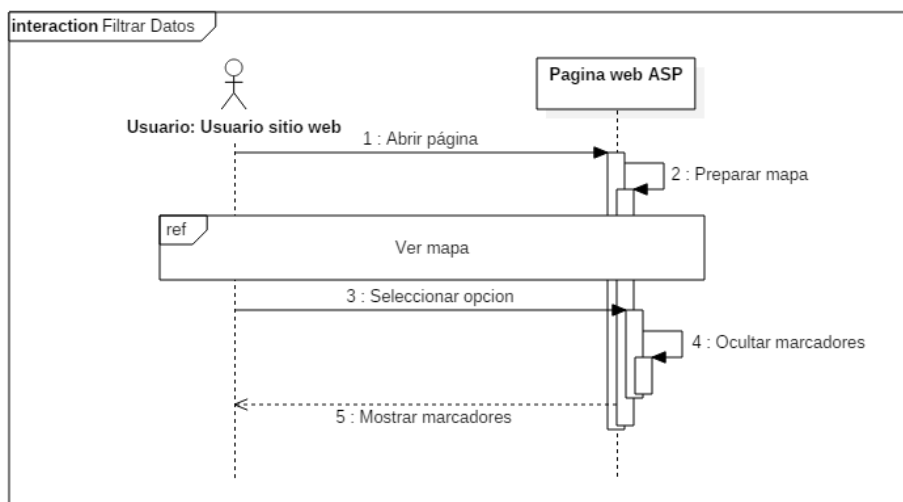 interaction Filtrar Datos
Pagina web ASP
Usuario: Usuario sitio web
1 : Abrir página
2 : Preparar mapa
ref
Ver mapa
3 : Seleccionar opcion
4 : Ocultar marcadores
5 : Mostrar marcadores